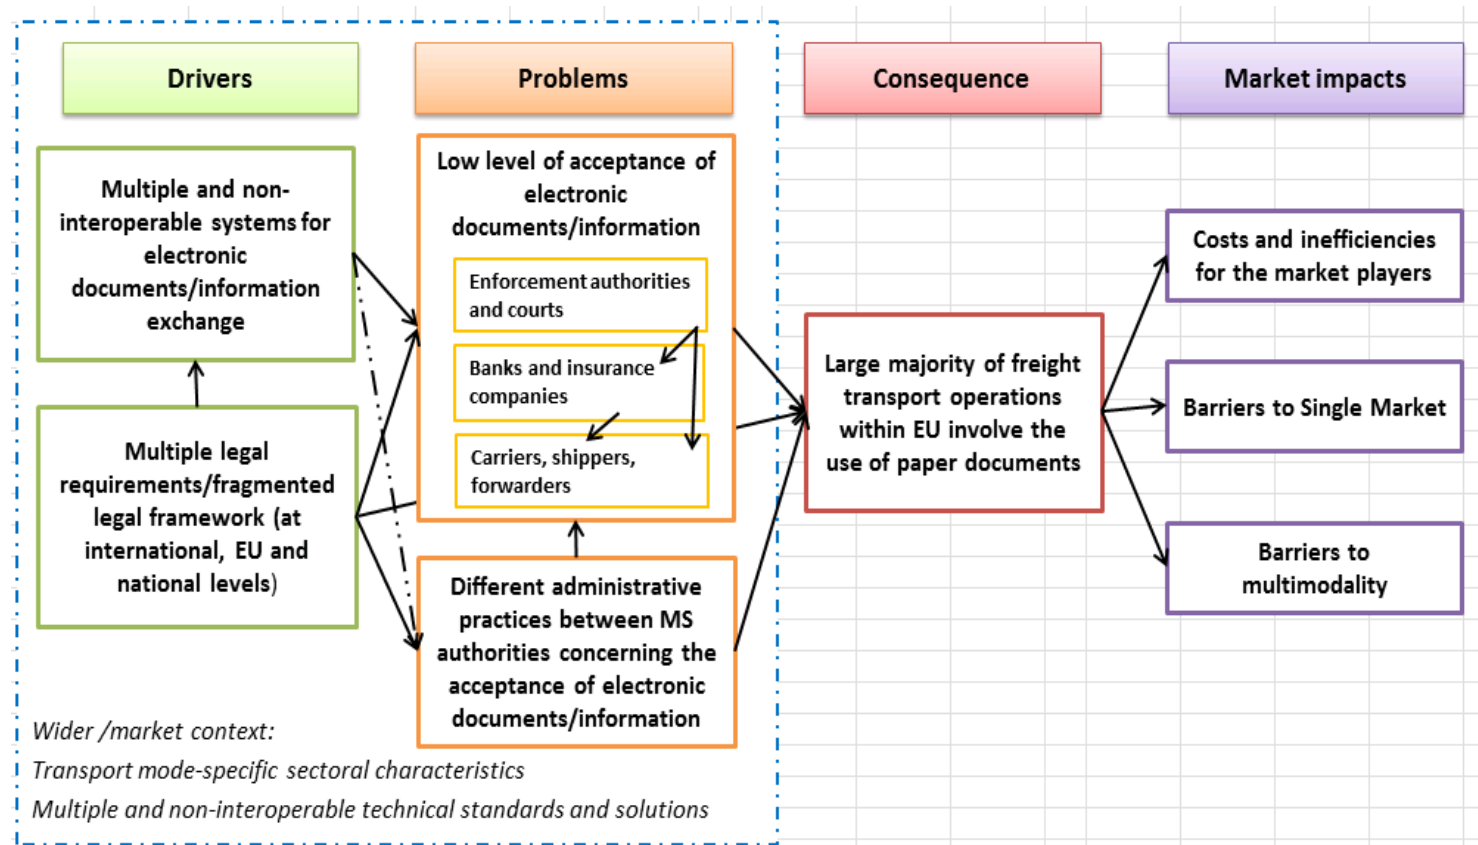 Drivers
Problems
Consequence
Market impacts
Multiple and non-
interoperable systems for
electronic
documents/information
exchange
Multiple legal
requirements/fragmented
legal framework (at
international, EU and
national levels)
Low level of acceptance of
electronic
documents/information
Enforcement authorities
and courts
Banks and insurance
companies
Carriers, shippers,
forwarders
Different administrative
practices between MS
authorities concerning the
acceptance of electronic
documents/information
Large majority of freight
transport operations
within EU involve the
use of paper documents
Costs and inefficiencies
for the market players
Barriers to Single Market
Barriers to
multimodality
Wider /market context:
Transport mode-specific sectoral characteristics
Multiple and non-interoperable technical standards and solutions